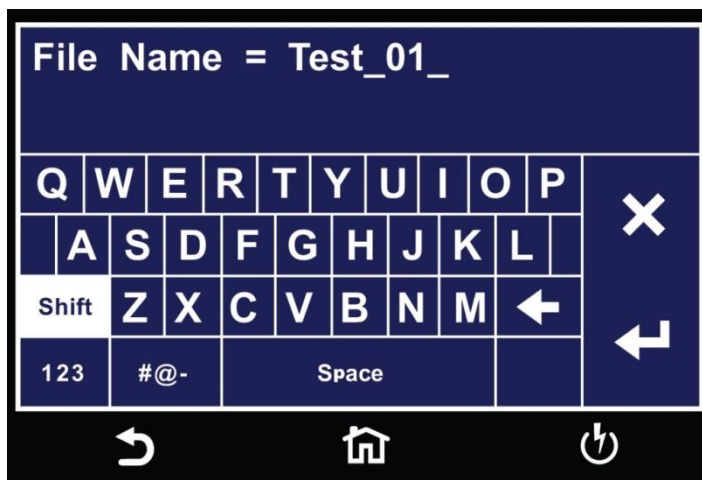 File Name = Test_01_
Q W E R T Y U I O P
A S D F G H J K L
Shift Z X C V B N M
123 #@- Space